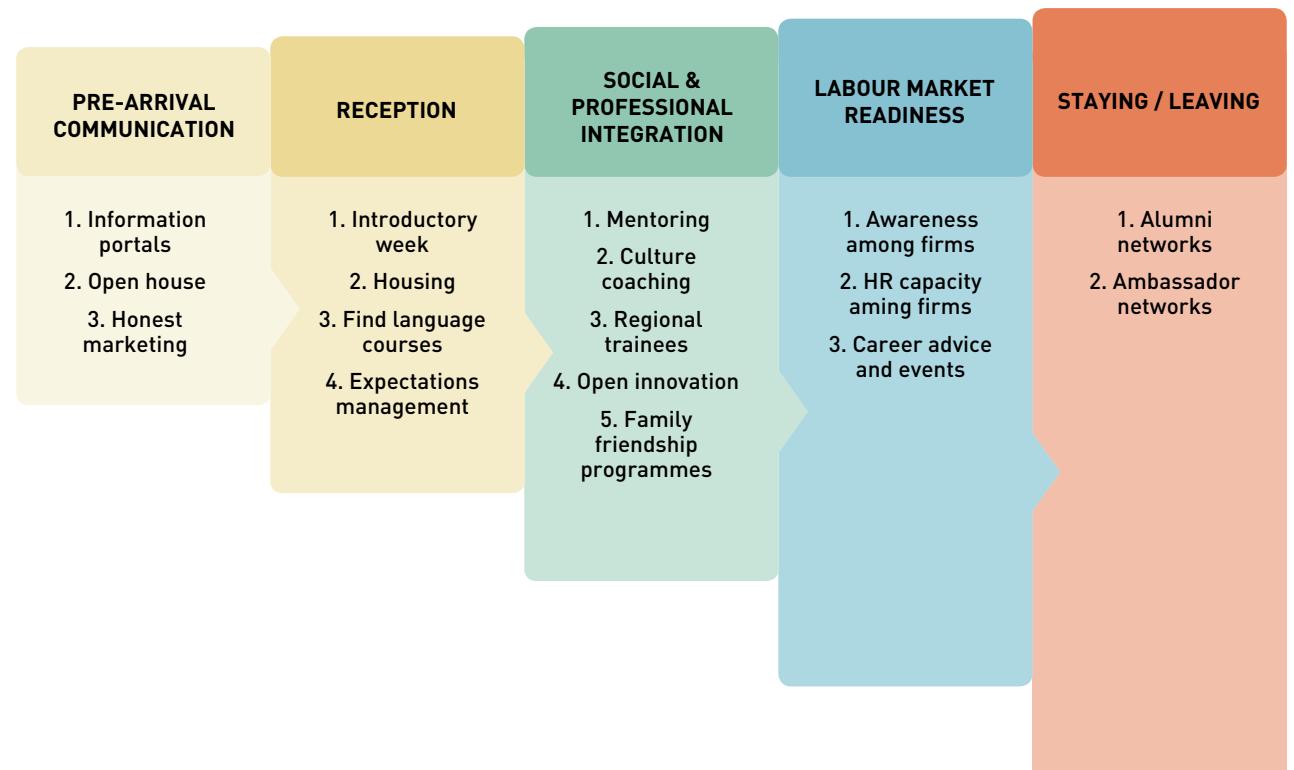 PRE-ARRIVAL
COMMUNICATION
1. Information
portals
2. Open house
3. Honest
marketing
RECEPTION
1. Introductory
week
2. Housing
3. Find language
courses
4. Expectations
management
SOCIAL &
PROFESSIONAL
INTEGRATION
1. Mentoring
2. Culture
coaching
3. Regional
trainees
4. Open innovation
5. Family
friendship
programmes
LABOUR MARKET
READINESS
1. Awareness
among firms
2. HR capacity
aming firms
3. Career advice
and events
STAYING / LEAVING
1. Alumni
networks
2. Ambassador
networks